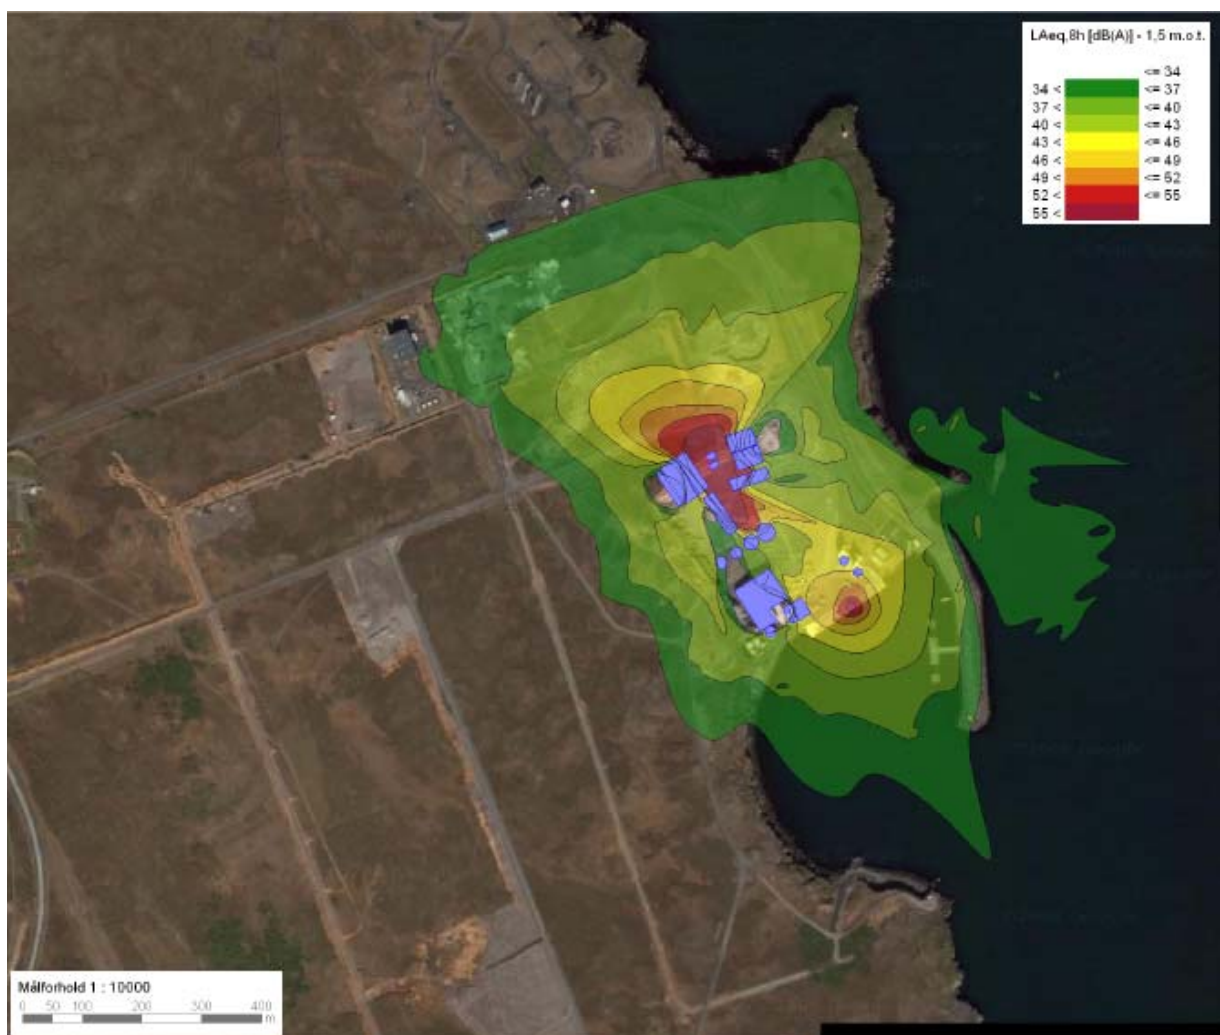 LAeq,8h [dB(A)] - 1,5 m.o.t.
<= 34
34 < <= 37
37 < <= 40
40 < <= 43
43 < <= 46
46 < <= 49
49 < <= 52
52 < <= 55
55 <
Målforhold 1 : 10000
0 50 100 200 300 400
m